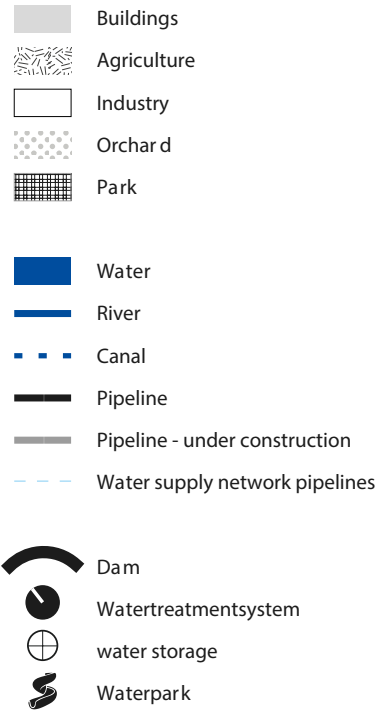 Buildings
Agriculture
Industry
Orchar d
Park
Water
River
Canal
Pipeline
Pipeline - under construction
Water supply network pipelines
Dam
Watertreatmentsystem
water storage
Waterpark